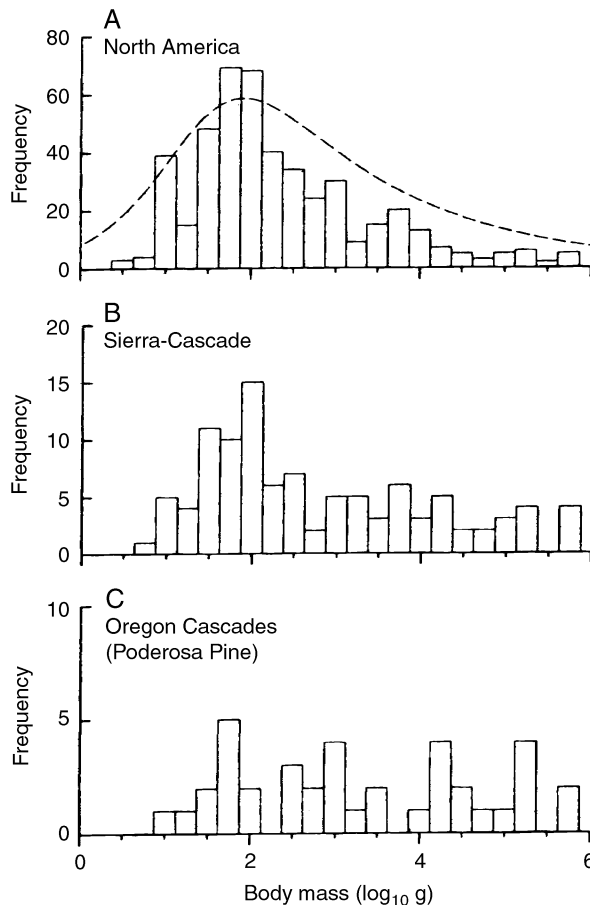 A
North America
80
60
40
20
0
Frequency
B
Sierra-Cascade
20
15
10
5
0
Frequency
C
Oregon Cascades
(Poderosa Pine)
10
5
0
Frequency
0 2 4 6
Body mass (log10 g)